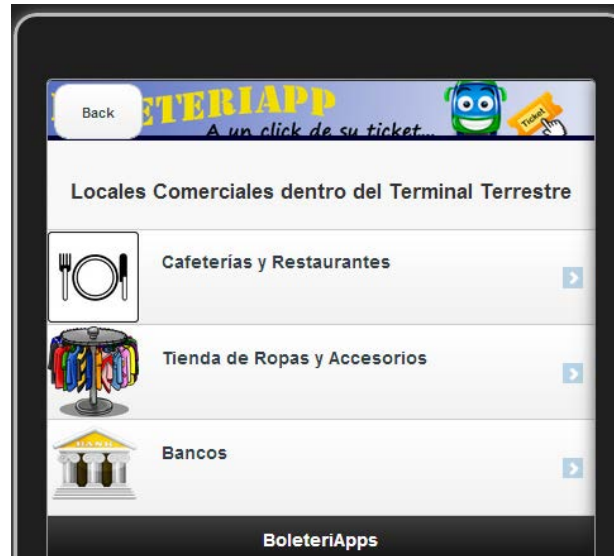 Back
ETERIAPP
A un click de su ticket...
Ticket
Locales Comerciales dentro del Terminal Terrestre
Cafeterías y Restaurantes
Tienda de Ropas y Accesorios
BANK
Bancos
BoleteriApps